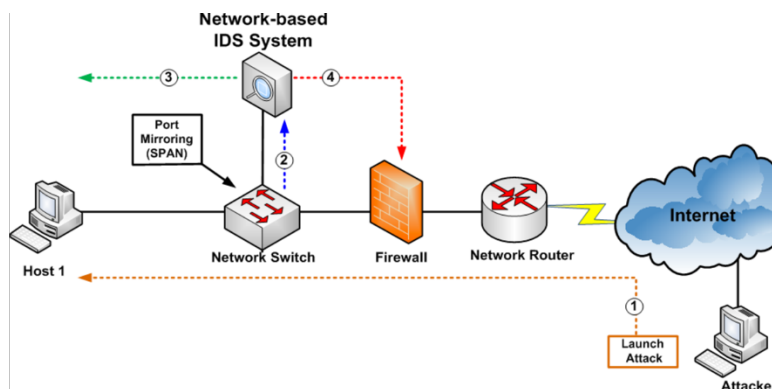 Network-based
IDS System
3
4
Port
Mirroring
(SPAN)
2
Internet
Host 1
Network Switch
Firewall
Network Router
1
Launch
Attack
Attacke